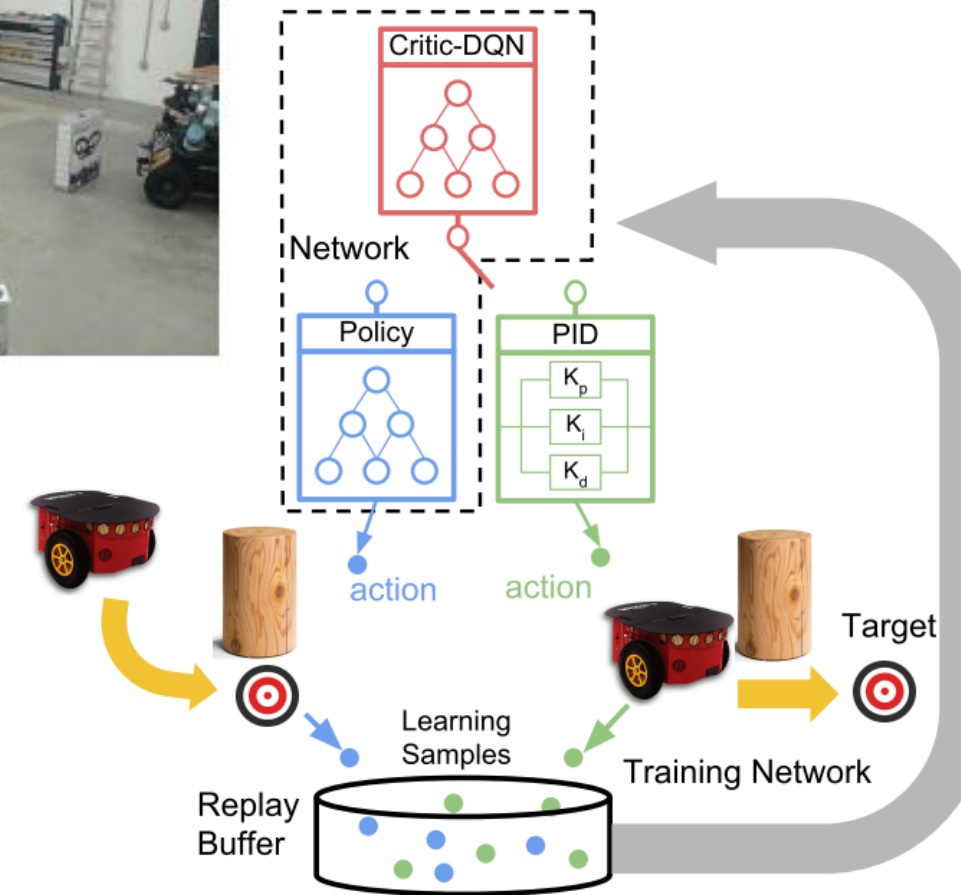 Critic-DQN
Network
Policy
PID
Kp
Ki
Kd
action
action
Target
Learning
Samples
Training Network
Replay
Buffer